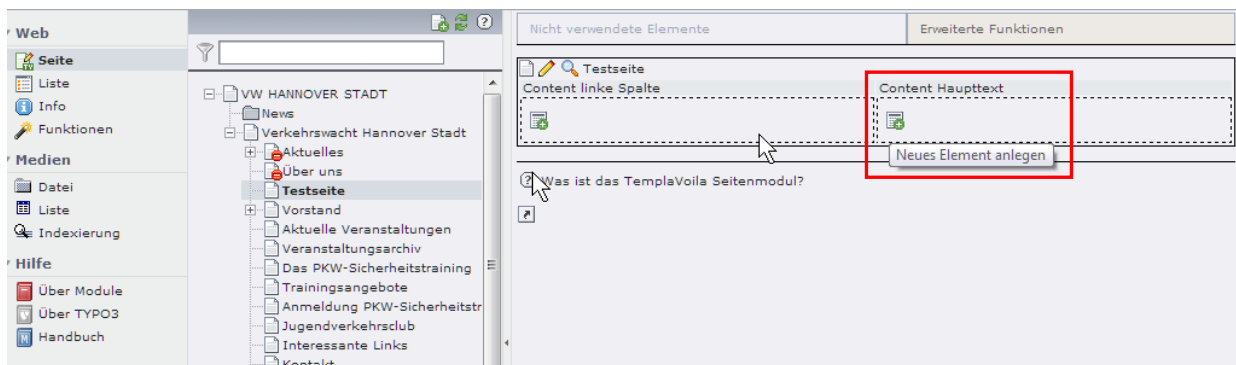 Web
Seite
Liste
Info
Funktionen
Medien
Datei
Liste
Indexierung
Hilfe
Über Module
Über TYPO3
Handbuch
VW HANNOVER STADT
News
Verkehrswacht Hannover Stadt
Aktuelles
Über uns
Testseite
Vorstand
Aktuelle Veranstaltungen
Veranstaltungsarchiv
Das PKW-Sicherheitstraining
Trainingsangebote
Anmeldung PKW-Sicherheitstr
Jugendverkehrsclub
Interessante Links
Kontakt
Nicht verwendete Elemente
Erweiterte Funktionen
Testseite
Content linke Spalte
Content Haupttext
Neues Element anlegen
Was ist das TemplaVoila Seitenmodul?